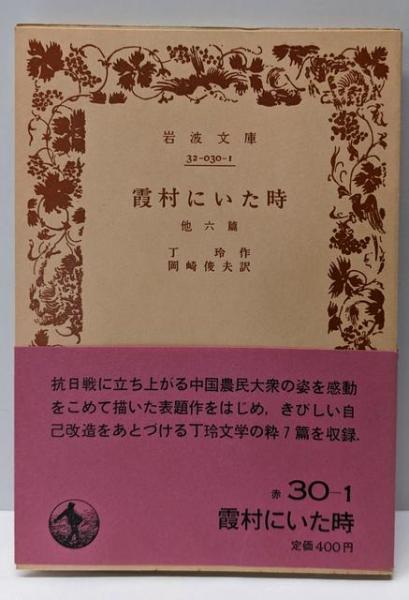 岩波文庫
32-030-1
霞村にいた時
他六篇
丁玲作
岡崎俊夫訳
抗日戦に立ち上がる中国農民大衆の姿を感動
をこめて描いた表題作をはじめ，きびしい自
己改造をあとづける丁玲文学の粋7篇を収録．
赤 30-1
霞村にいた時
定価400円